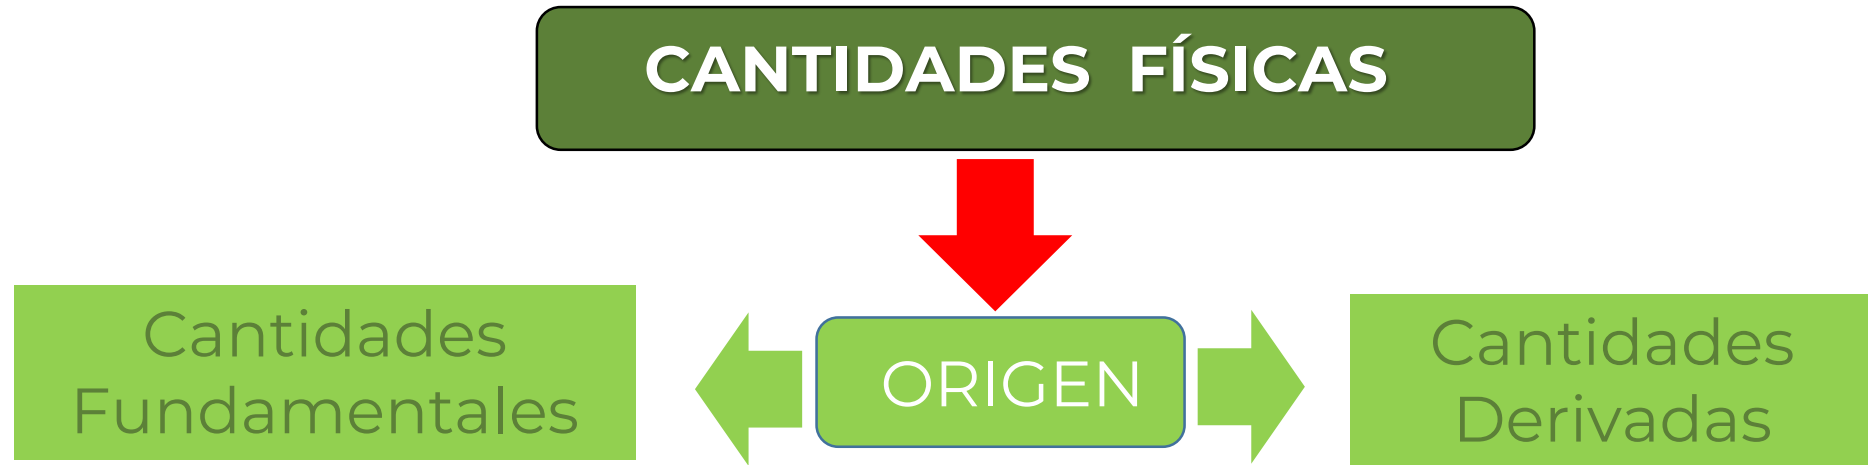 CANTIDADES FÍSICAS
Cantidades
Fundamentales
ORIGEN
Cantidades
Derivadas